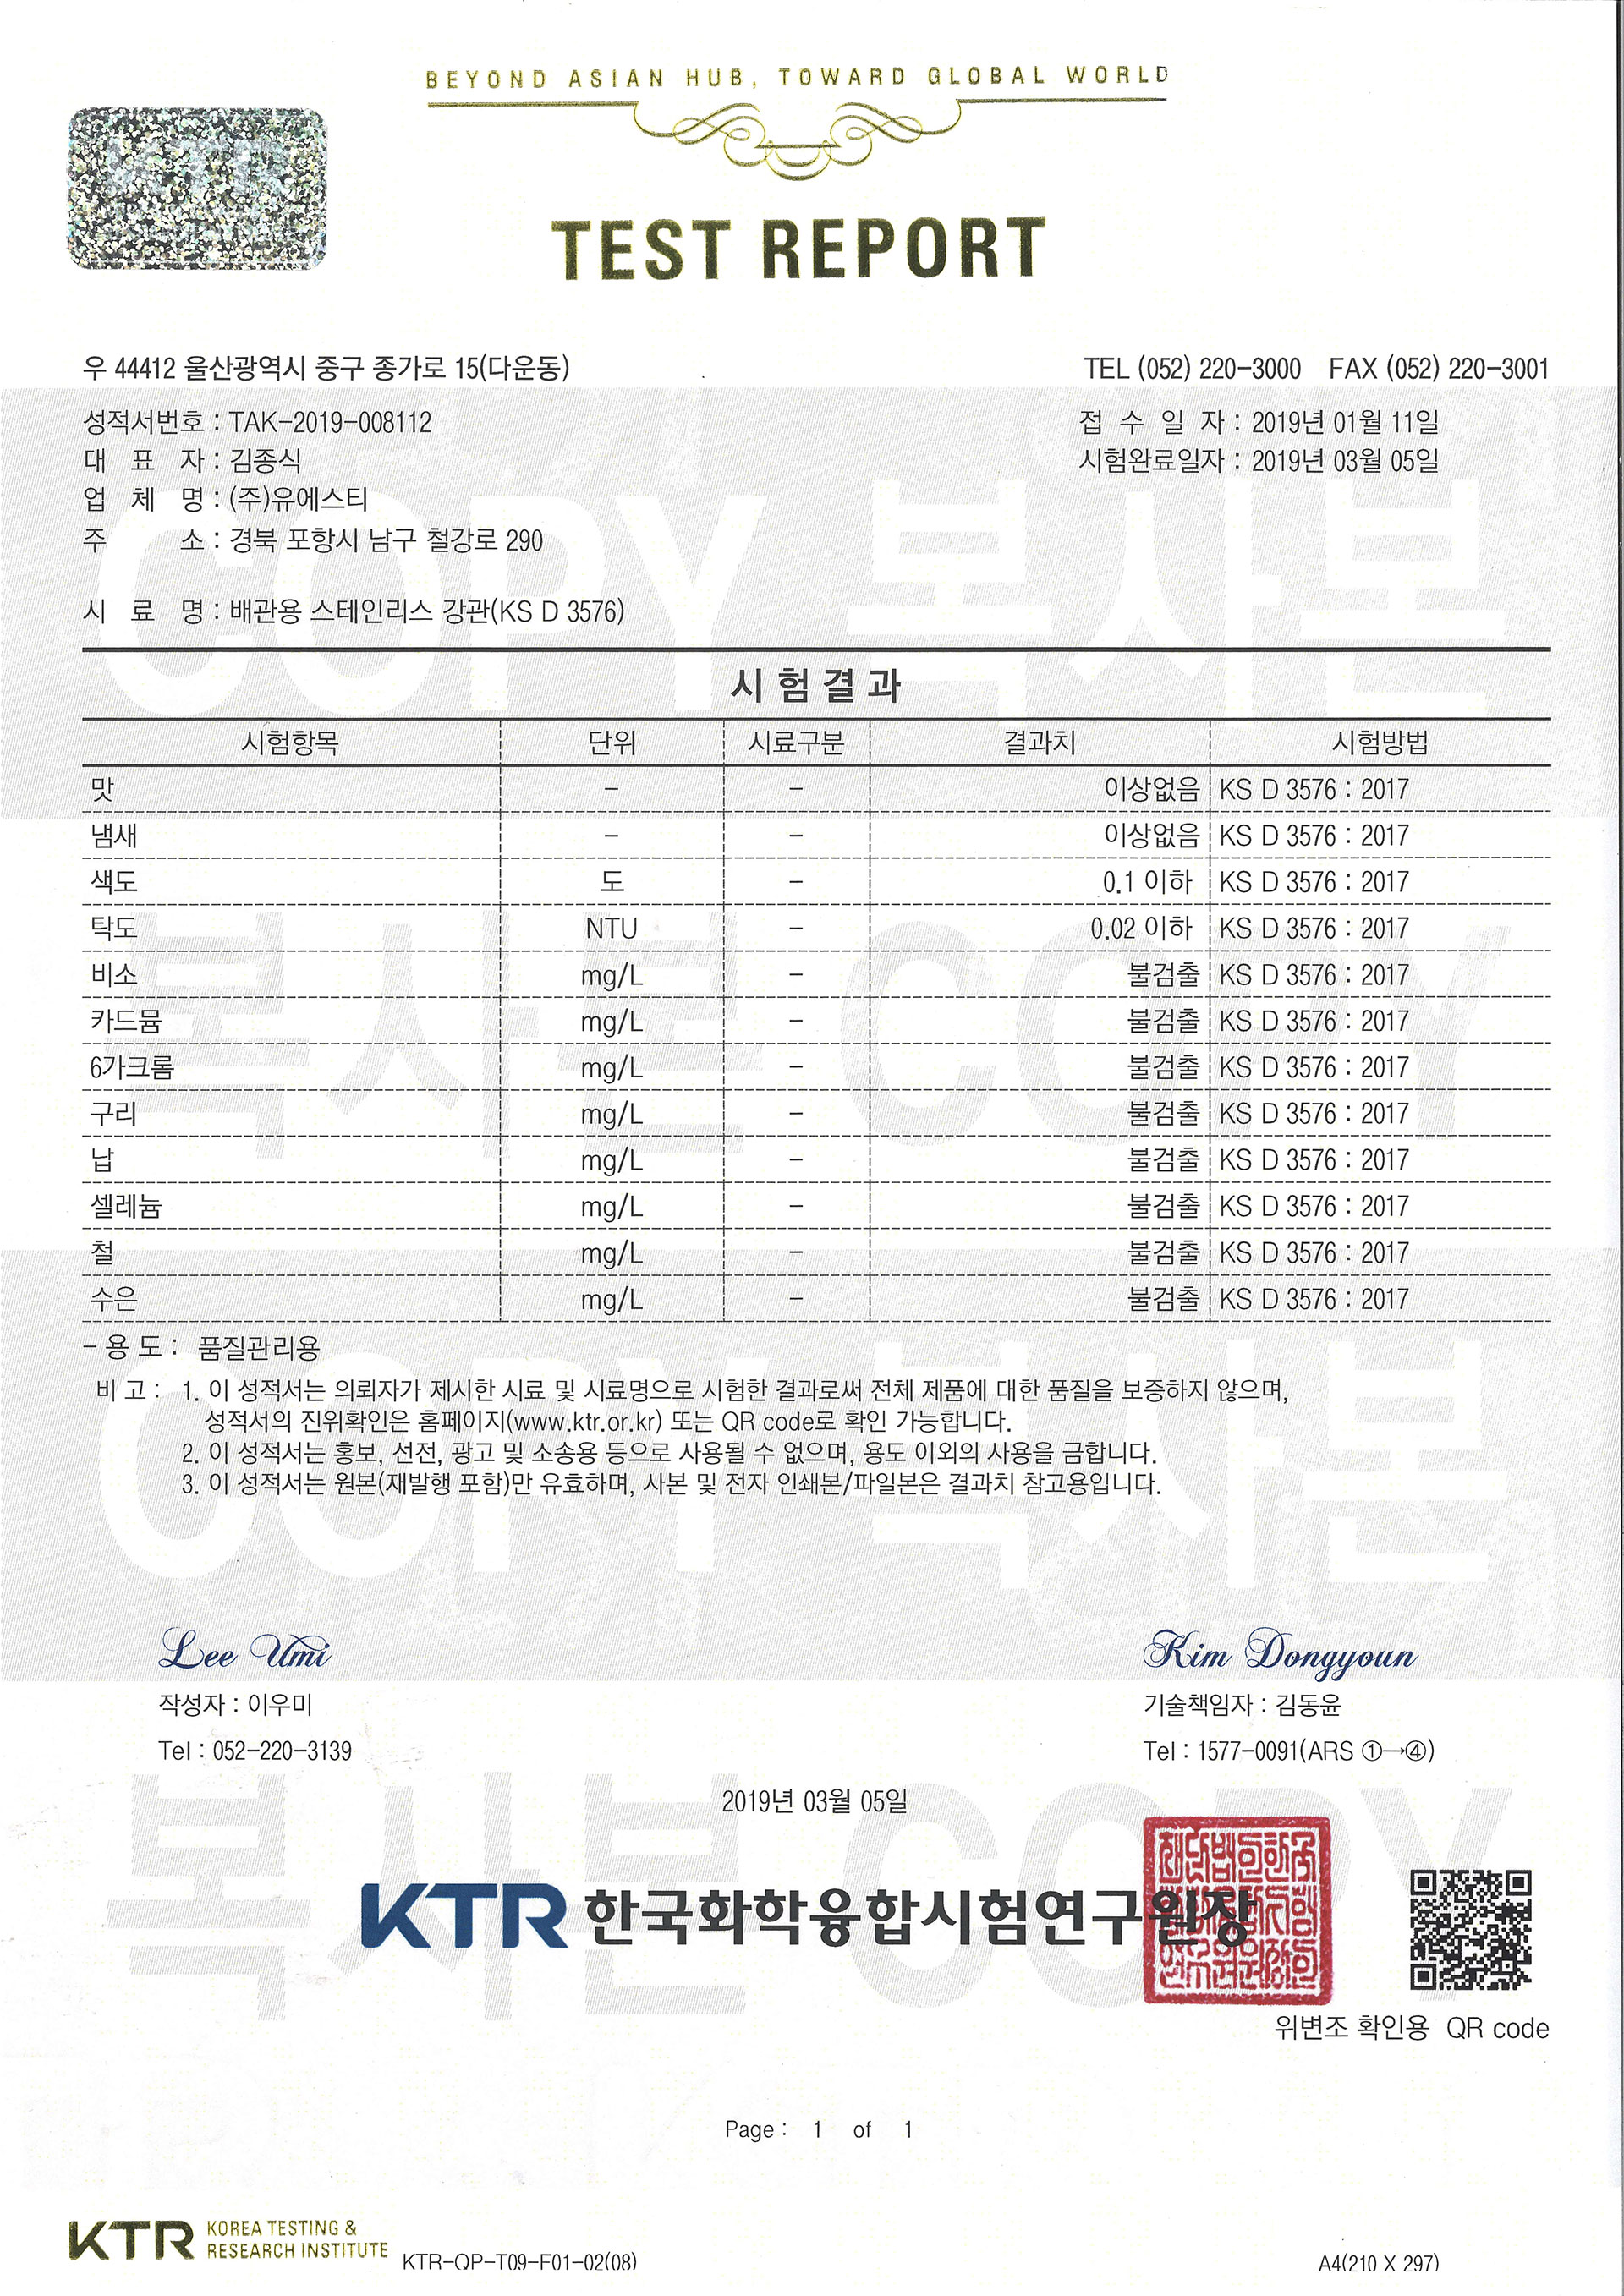 BEYOND ASIAN HUB, TOWARD GLOBAL WORLD
KTR
TEST REPORT
우 44412 울산광역시 중구 종가로 15(다운동) TEL (052) 220-3000 FAX (052) 220-3001
성적서번호 : TAK-2019-008112 접 수 일 자 : 2019년 01월 11일
대 표 자 : 김종식 시험완료일자 : 2019년 03월 05일
업 체 명 : (주)유에스티
주 소 : 경북 포항시 남구 철강로 290
시 료 명 : 배관용 스테인리스 강관(KS D 3576)
COPY 복사본
시 험 결 과
시험항목 단위 시료구분 결과치 시험방법
맛 - - 이상없음 KS D 3576 : 2017
냄새 - - 이상없음 KS D 3576 : 2017
색도 도 - 0.1 이하 KS D 3576 : 2017
탁도 NTU - 0.02 이하 KS D 3576 : 2017
비소 mg/L - 불검출 KS D 3576 : 2017
카드뮴 mg/L - 불검출 KS D 3576 : 2017
6가크롬 mg/L - 불검출 KS D 3576 : 2017
구리 mg/L - 불검출 KS D 3576 : 2017
납 mg/L - 불검출 KS D 3576 : 2017
셀레늄 mg/L - 불검출 KS D 3576 : 2017
철 mg/L - 불검출 KS D 3576 : 2017
수은 mg/L - 불검출 KS D 3576 : 2017
복사본 COPY
- 용 도 : 품질관리용
비 고 : 1. 이 성적서는 의뢰자가 제시한 시료 및 시료명으로 시험한 결과로써 전체 제품에 대한 품질을 보증하지 않으며,
성적서의 진위확인은 홈페이지(www.ktr.or.kr) 또는 QR code로 확인 가능합니다.
2. 이 성적서는 홍보, 선전, 광고 및 소송용 등으로 사용될 수 없으며, 용도 이외의 사용을 금합니다.
3. 이 성적서는 원본(재발행 포함)만 유효하며, 사본 및 전자 인쇄본/파일본은 결과치 참고용입니다.
COPY 복사본
Lee Umi Kim Dongyoun
작성자 : 이우미 기술책임자 : 김동윤
Tel : 052-220-3139 Tel : 1577-0091(ARS ①→④)
2019년 03월 05일
복사본 COPY
KTR 한국화학융합시험연구원장
위변조 확인용 QR code
Page : 1 of 1
KTR KOREA TESTING &
RESEARCH INSTITUTE KTR-QP-T09-F01-02(08) A4(210 X 297)